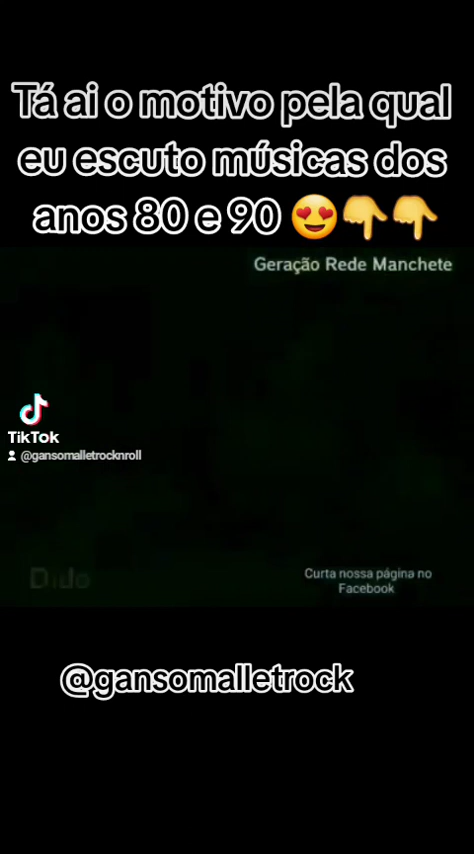 Tá ai o motivo pela qual
eu escuto músicas dos
anos 80 e 90 😍👇👇
Geração Rede Manchete
TikTok
@gansomalletrocknroll
Dido
Curta nossa página no
Facebook
@gansomalletrock